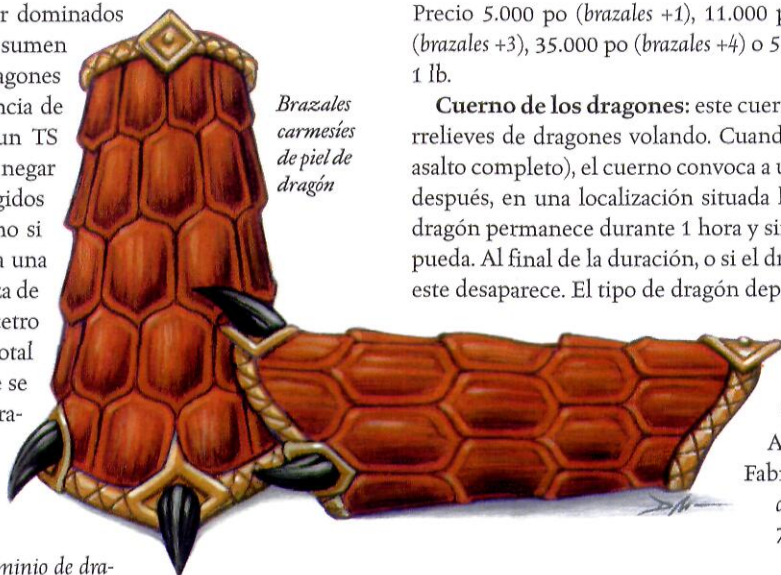 r dominados
sumen
agones
ncia de
un TS
negar
gidos
no si
a una
za de
etro
otal
e se
ra-
minio de dra-
Brazales
carmesíes
de piel de
dragón
Precio 5.000 po (brazales +1), 11.000 p
(brazales +3), 35.000 po (brazales +4) o 5
1 lb.
Cuerno de los dragones: este cuer
rrelieves de dragones volando. Cuand
asalto completo), el cuerno convoca a u
después, en una localización situada l
dragón permanece durante 1 hora y si
pueda. Al final de la duración, o si el dr
este desaparece. El tipo de dragón dep
A
Fabi